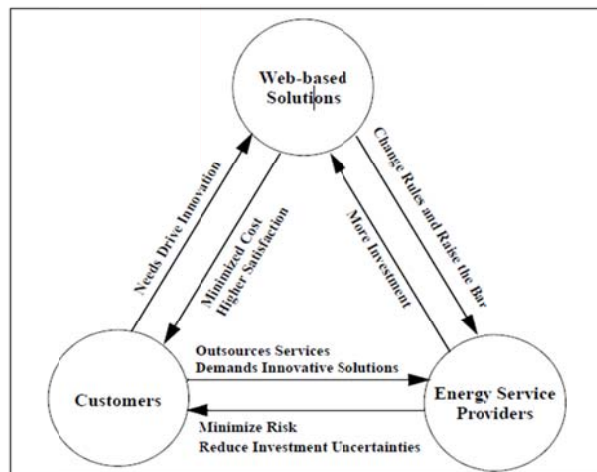 Web-based
Solutions
Needs Drive Innovation
Minimized Cost
Higher Satisfaction
More Investment
Change Rules and Raise the Bar
Customers
Outsources Services
Demands Innovative Solutions
Minimize Risk
Reduce Investment Uncertainties
Energy Service
Providers